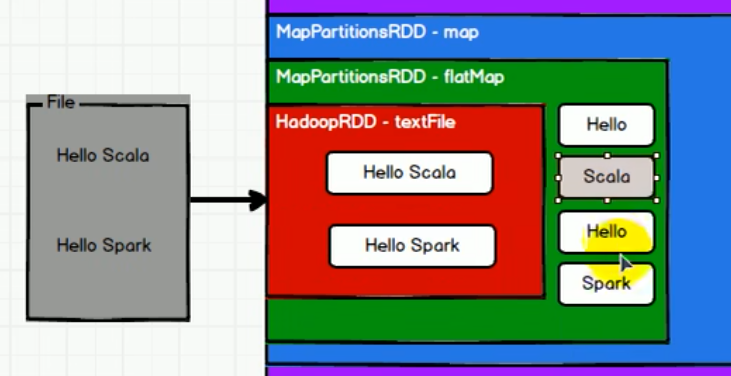 File
Hello Scala
Hello Spark
MapPartitionsRDD - map
MapPartitionsRDD - flatMap
HadoopRDD - textFile
Hello Scala
Hello Spark
Hello
Scala
Hello
Spark